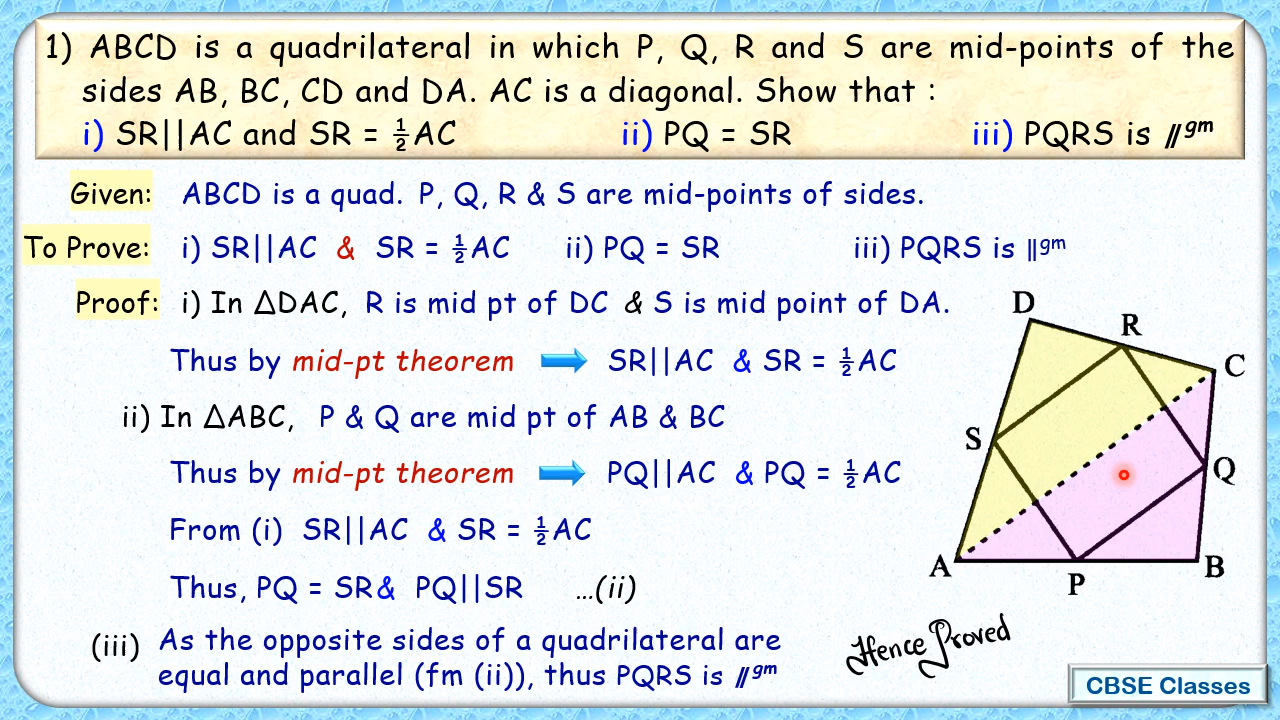 1) ABCD is a quadrilateral in which P, Q, R and S are mid-points of the
sides AB, BC, CD and DA. AC is a diagonal. Show that :
i) SR||AC and SR = ½AC ii) PQ = SR iii) PQRS is //gm
Given: ABCD is a quad. P, Q, R & S are mid-points of sides.
To Prove: i) SR||AC & SR = ½AC ii) PQ = SR iii) PQRS is ||gm
Proof: i) In ΔDAC, R is mid pt of DC & S is mid point of DA.
Thus by mid-pt theorem SR||AC & SR = ½AC
ii) In ΔABC, P & Q are mid pt of AB & BC
Thus by mid-pt theorem PQ||AC & PQ = ½AC
From (i) SR||AC & SR = ½AC
Thus, PQ = SR& PQ||SR ...(ii)
(iii) As the opposite sides of a quadrilateral are
equal and parallel (fm (ii)), thus PQRS is //gm
Hence Proved
D
R
C
S
Q
A
P
B
CBSE Classes